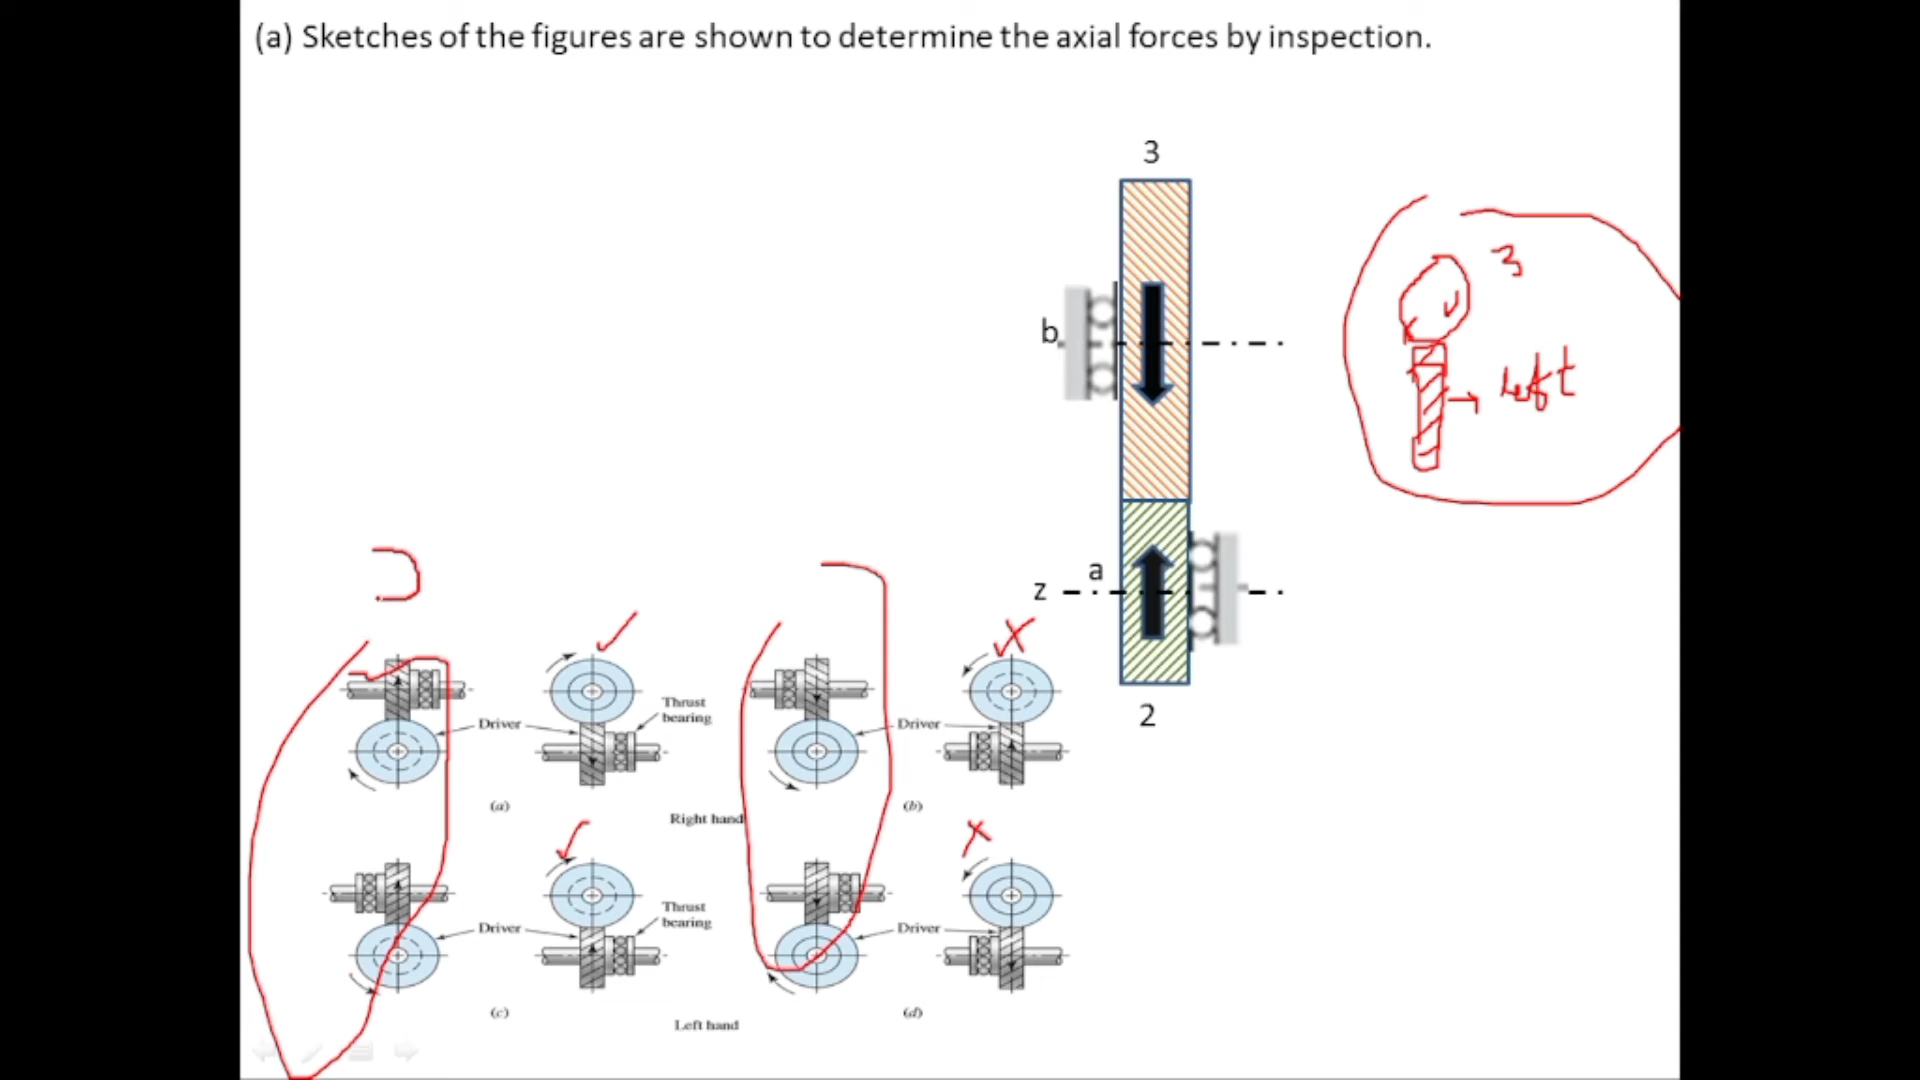 (a) Sketches of the figures are shown to determine the axial forces by inspection.
3
3
b
left
a
z
2
Thrust
bearing
Driver
Driver
(a)
(b)
Right hand
Thrust
bearing
Driver
Driver
(c)
(d)
Left hand